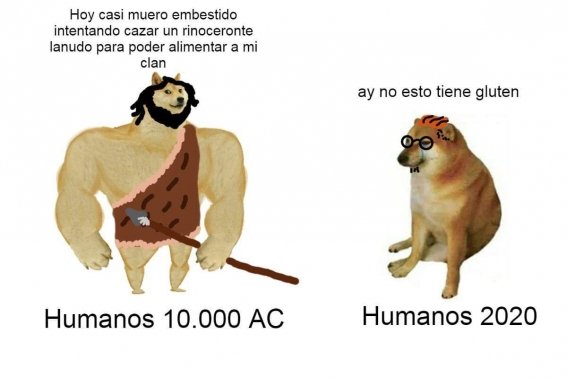 Hoy casi muero embestido
intentando cazar un rinoceronte
lanudo para poder alimentar a mi
clan
ay no esto tiene gluten
Humanos 10.000 AC
Humanos 2020